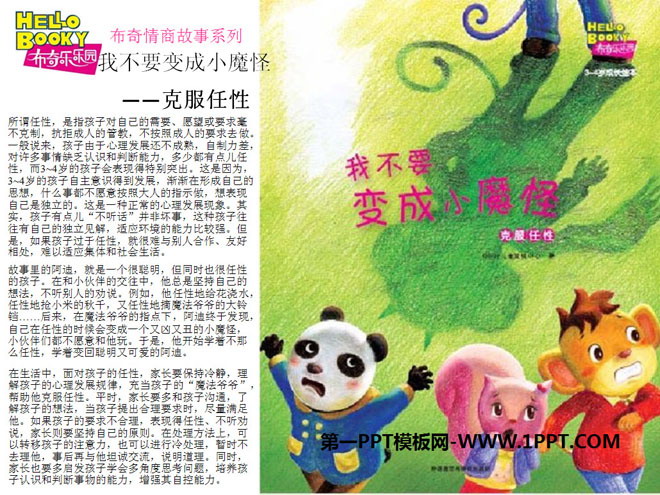 HELLO
BOOKY
布奇乐乐园
布奇情商故事系列
我不要变成小魔怪
——克服任性
所谓任性，是指孩子对自己的需要、愿望或要求毫
不克制，抗拒成人的管教，不按照成人的要求去做。
一般说来，孩子由于心理发展还不成熟，自制力差，
对许多事情缺乏认识和判断能力，多少都有点儿任
性，而3~4岁的孩子会表现得特别突出。这是因为，
3~4岁的孩子自主意识得到发展，渐渐在形成自己的
思想，什么事都不愿意按照大人的指示做，想表现
自己是独立的。这是一种正常的心理发展现象。其
实，孩子有点儿“不听话”并非坏事，这种孩子往
往有自己的独立见解，适应环境的能力比较强。但
是，如果孩子过于任性，就很难与别人合作、友好
相处，难以适应集体和社会生活。
故事里的阿迪，就是一个很聪明，但同时也很任性
的孩子。在和小伙伴的交往中，他总是坚持自己的
想法，不听别人的劝说。例如，他任性地给花浇水，
任性地抢小米的秋千，又任性地摘魔法爷爷的大铃
铛……后来，在魔法爷爷的指点下，阿迪终于发现，
自己在任性的时候会变成一个又凶又丑的小魔怪，
小伙伴们都不愿意和他玩。于是，他开始学着不那
么任性，学着变回聪明又可爱的阿迪。
在生活中，面对孩子的任性，家长要保持冷静，理
解孩子的心理发展规律，充当孩子的“魔法爷爷”，
帮助他克服任性。平时，家长要多和孩子沟通，了
解孩子的想法，当孩子提出合理要求时，尽量满足
他。如果孩子的要求不合理，表现得任性、不听劝
说，家长则要坚持自己的原则。在处理方法上，可
以转移孩子的注意力，也可以进行冷处理，暂时不
去理他，事后再与他坦诚交流，说明道理。同时，
家长也要多启发孩子学会多角度思考问题，培养孩
子认识和判断事物的能力，增强其自控能力。
HELLO
BOOKY
布奇乐乐园
3-4岁成长绘本
我不要
变成小魔怪
克服任性
第一PPT模板网-WWW.1PPT.COM